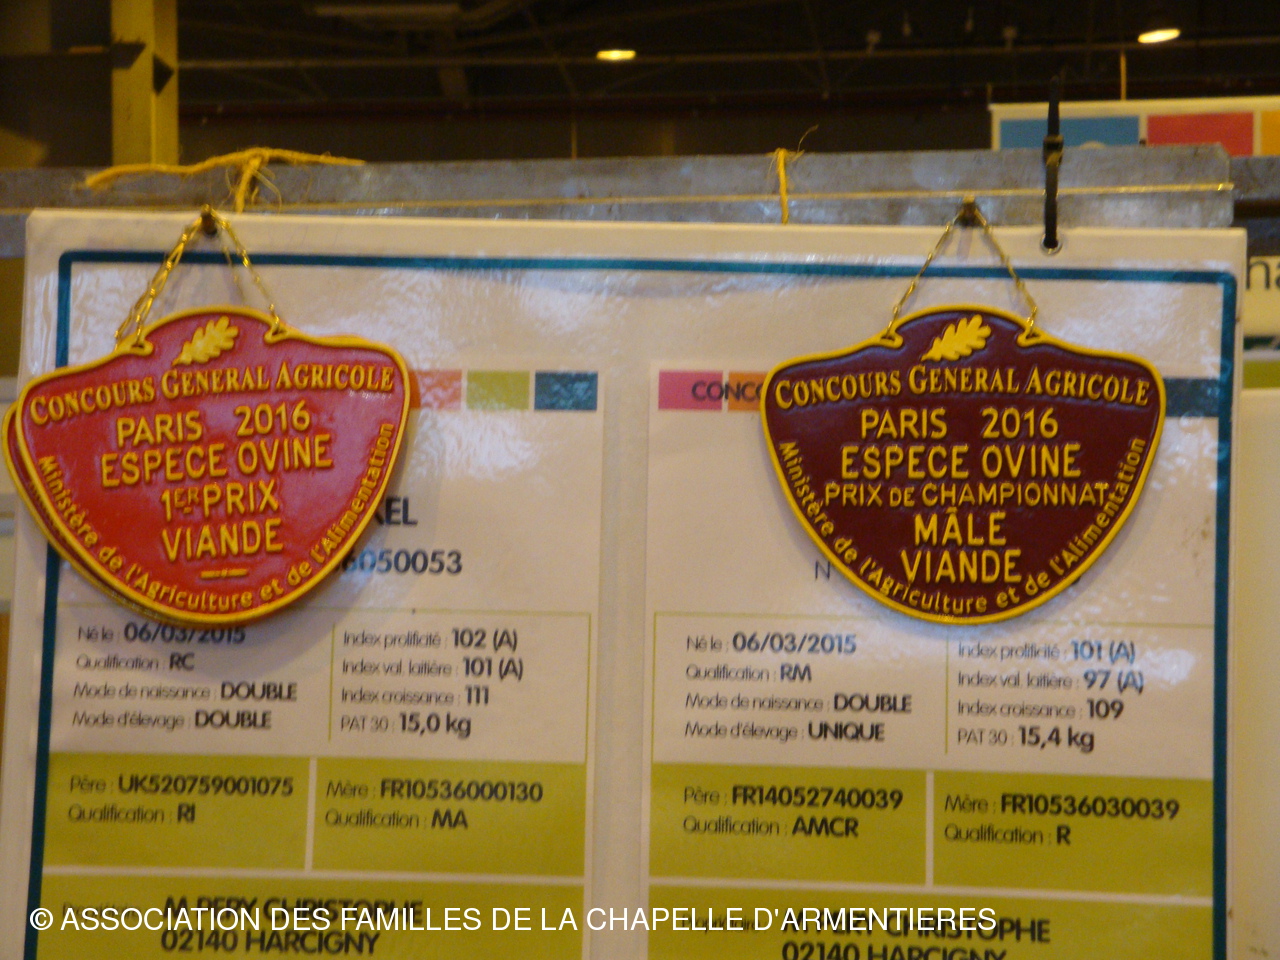 CONCOURS GENERAL AGRICOLE
PARIS 2016
ESPECE OVINE
1ER PRIX
VIANDE
Ministère de l'Agriculture et de l'Alimentation
6050053
Né le : 06/03/2015
Qualification : RC
Mode de naissance : DOUBLE
Mode d'élevage : DOUBLE
Index prolificité : 102 (A)
Index val. laitière : 101 (A)
Index croissance : 111
PAT 30 : 15,0 kg
Père : UK520759001075
Qualification : RI
Mère : FR10536000130
Qualification : MA
CHRISTOPHE
02140 HARCIGNY
CONCOURS GENERAL AGRICOLE
PARIS 2016
ESPECE OVINE
PRIX DE CHAMPIONNAT
MÂLE
VIANDE
Ministère de l'Agriculture et de l'Alimentation
CONCO
N
Né le : 06/03/2015
Qualification : RM
Mode de naissance : DOUBLE
Mode d'élevage : UNIQUE
Index prolificité : 101 (A)
Index val. laitière : 97 (A)
Index croissance : 109
PAT 30 : 15,4 kg
Père : FR14052740039
Qualification : AMCR
Mère : FR10536030039
Qualification : R
CHRISTOPHE
02140 HARCIGNY
© ASSOCIATION DES FAMILLES DE LA CHAPELLE D'ARMENTIERES